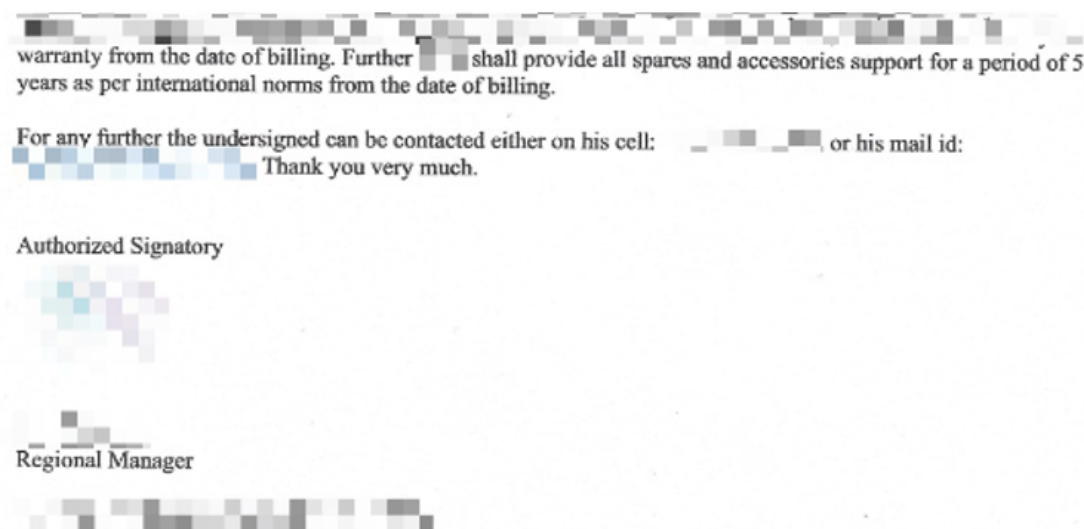 warranty from the date of billing. Further shall provide all spares and accessories support for a period of 5
years as per international norms from the date of billing.
For any further the undersigned can be contacted either on his cell: or his mail id:
Thank you very much.
Authorized Signatory
Regional Manager